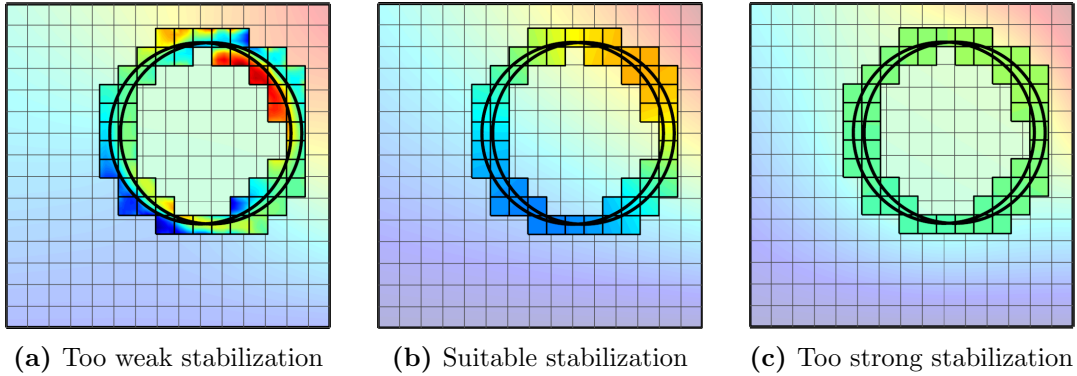 (a) Too weak stabilization
(b) Suitable stabilization
(c) Too strong stabilization